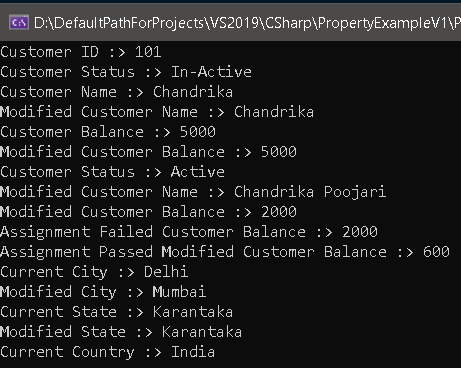 D:\DefaultPathForProjects\VS2019\CSharp\PropertyExampleV1\P
Customer ID :> 101
Customer Status :> In-Active
Customer Name :> Chandrika
Modified Customer Name :> Chandrika
Customer Balance :> 5000
Modified Customer Balance :> 5000
Customer Status :> Active
Modified Customer Name :> Chandrika Poojari
Modified Customer Balance :> 2000
Assignment Failed Customer Balance :> 2000
Assignment Passed Modified Customer Balance :> 600
Current City :> Delhi
Modified City :> Mumbai
Current State :> Karantaka
Modified State :> Karantaka
Current Country :> India